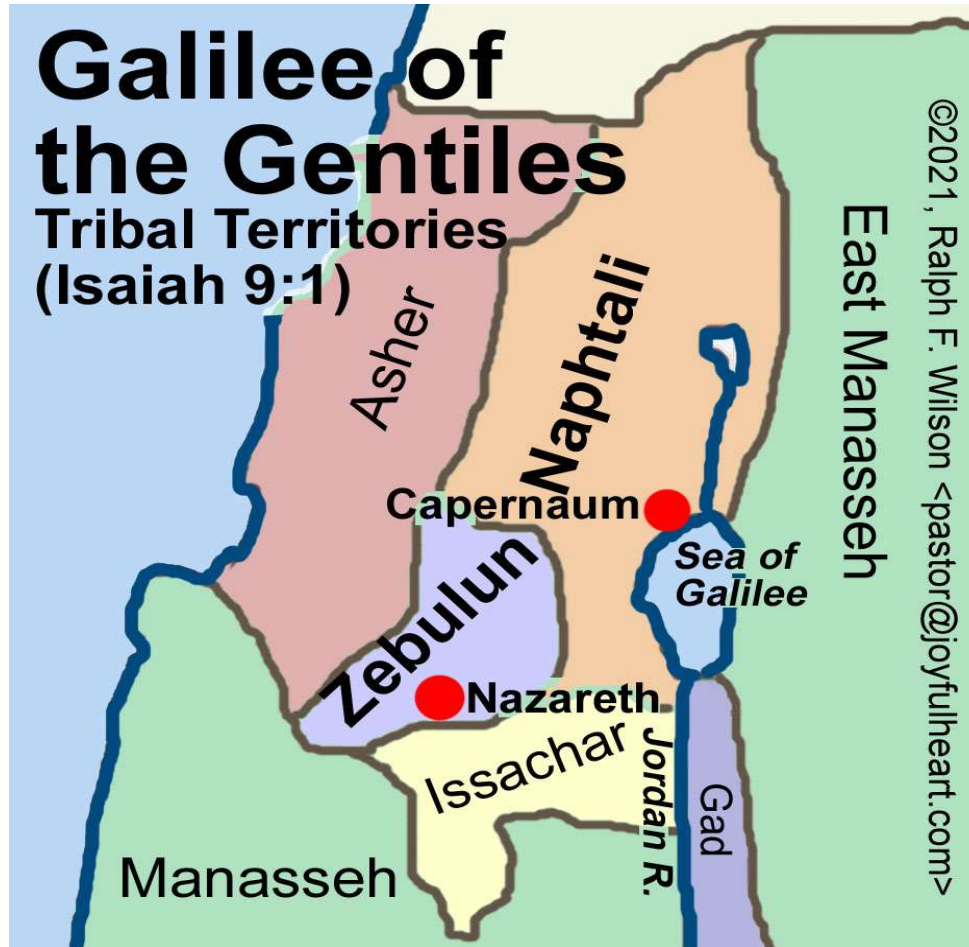 Galilee of
the Gentiles
Tribal Territories
(Isaiah 9:1)
Asher
Naphtali
East Manasseh
©2021, Ralph F. Wilson <pastor@joyfulheart.com>
Capernaum
Sea of
Galilee
Zebulun
Nazareth
Issachar
Jordan R.
Gad
Manasseh